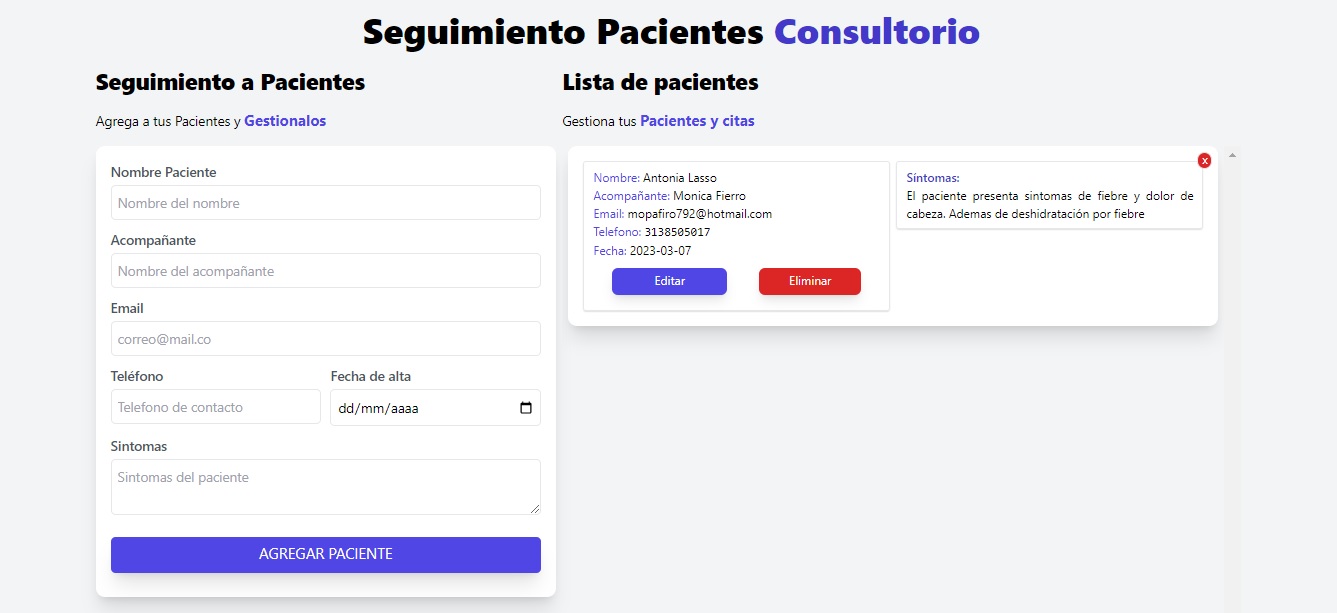 Seguimiento Pacientes Consultorio
Seguimiento a Pacientes
Agrega a tus Pacientes y Gestionalos
Nombre Paciente
Nombre del nombre
Acompañante
Nombre del acompañante
Email
correo@mail.co
Teléfono
Telefono de contacto
Fecha de alta
dd/mm/aaaa
Sintomas
Sintomas del paciente
AGREGAR PACIENTE
Lista de pacientes
Gestiona tus Pacientes y citas
Nombre: Antonia Lasso
Acompañante: Monica Fierro
Email: mopafiro792@hotmail.com
Telefono: 3138505017
Fecha: 2023-03-07
Editar
Eliminar
x
Síntomas:
El paciente presenta sintomas de fiebre y dolor de
cabeza. Ademas de deshidratación por fiebre